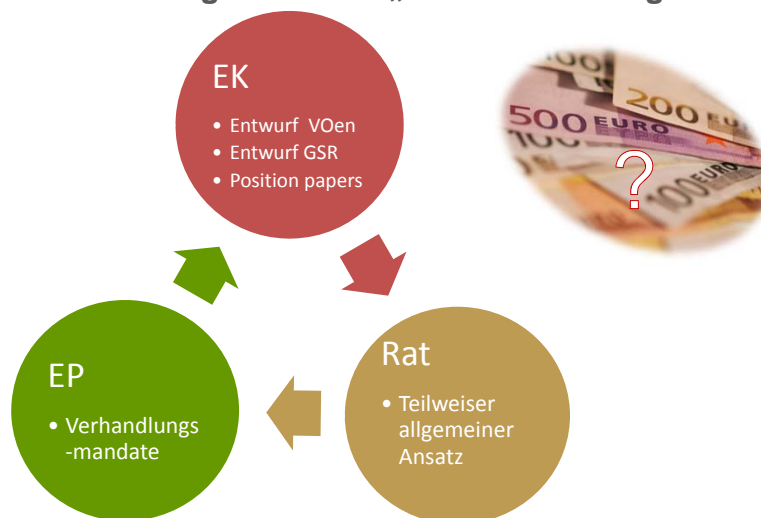 EK
• Entwurf VOen
• Entwurf GSR
• Position papers
500 EURO
200 EURO
100
100 EURO
?
EP
• Verhandlungs
-mandate
Rat
• Teilweiser
allgemeiner
Ansatz